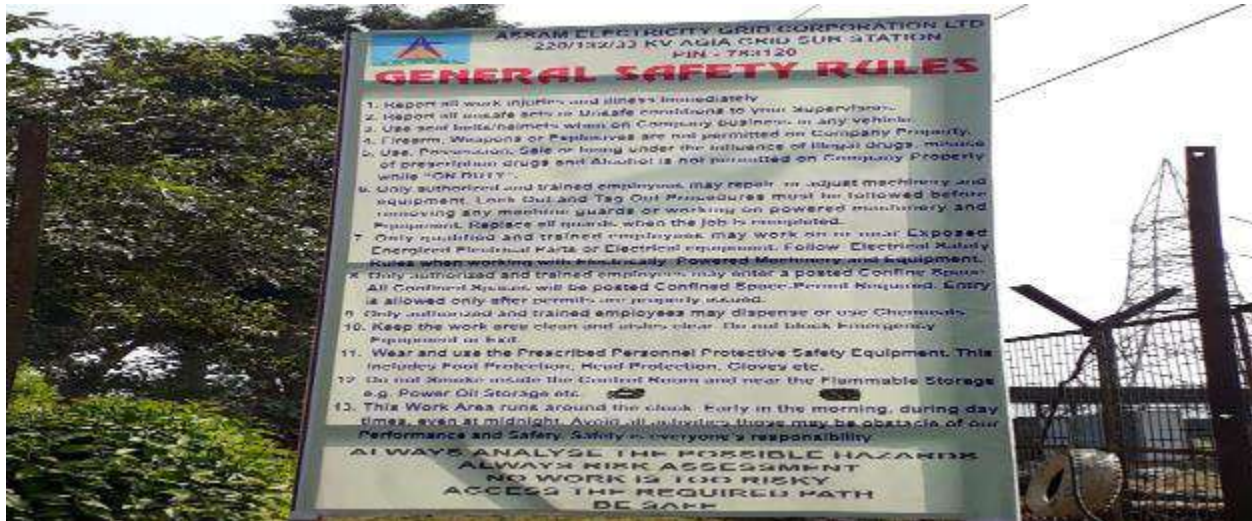 ASSAM ELECTRICITY GRID CORPORATION LTD
220/132/33 KV AGIA GRID SUB STATION
PIN - 783120
GENERAL SAFETY RULES
1. Report all work injuries and illness immediately
2. Report all unsafe acts or Unsafe conditions to your Supervisors.
3. Use seat belts/helmets when on Company business in any vehicle.
4. Firearm, Weapons or Explosives are not permitted on Company Property.
5. Use, Possession, Sale or being under the influence of illegal drugs, misuse
of prescription drugs and Alcohol is not permitted on Company Property
while "ON DUTY".
6. Only authorized and trained employees may repair or adjust machinery and
equipment. Lock Out and Tag Out Procedures must be followed before
removing any machine guards or working on powered machinery and
Equipment. Replace all guards when the job is completed.
7. Only qualified and trained employees may work on or near Exposed
Energized Electrical Parts or Electrical equipment. Follow Electrical Safety
Rules when working with Electrically Powered Machinery and Equipment.
8. Only authorized and trained employees may enter a posted Confine Space.
All Confined Spaces will be posted Confined Space-Permit Required. Entry
is allowed only after permits are properly issued.
9. Only authorized and trained employees may dispense or use Chemicals
10. Keep the work area clean and aisles clear. Do not block Emergency
Equipment or Exit.
11. Wear and use the Prescribed Personnel Protective Safety Equipment. This
includes Foot Protection, Head Protection, Gloves etc.
12. Do not Smoke inside the Control Room and near the Flammable Storage
e.g. Power Oil Storage etc.
13. This Work Area runs around the clock. Early in the morning, during day
times, even at midnight. Avoid all activities those may be obstacle of our
Performance and Safety. Safety is everyone's responsibility
ALWAYS ANALYSE THE POSSIBLE HAZARDS
ALWAYS RISK ASSESSMENT
NO WORK IS TOO RISKY
ACCESS THE REQUIRED PATH
BE SAFE